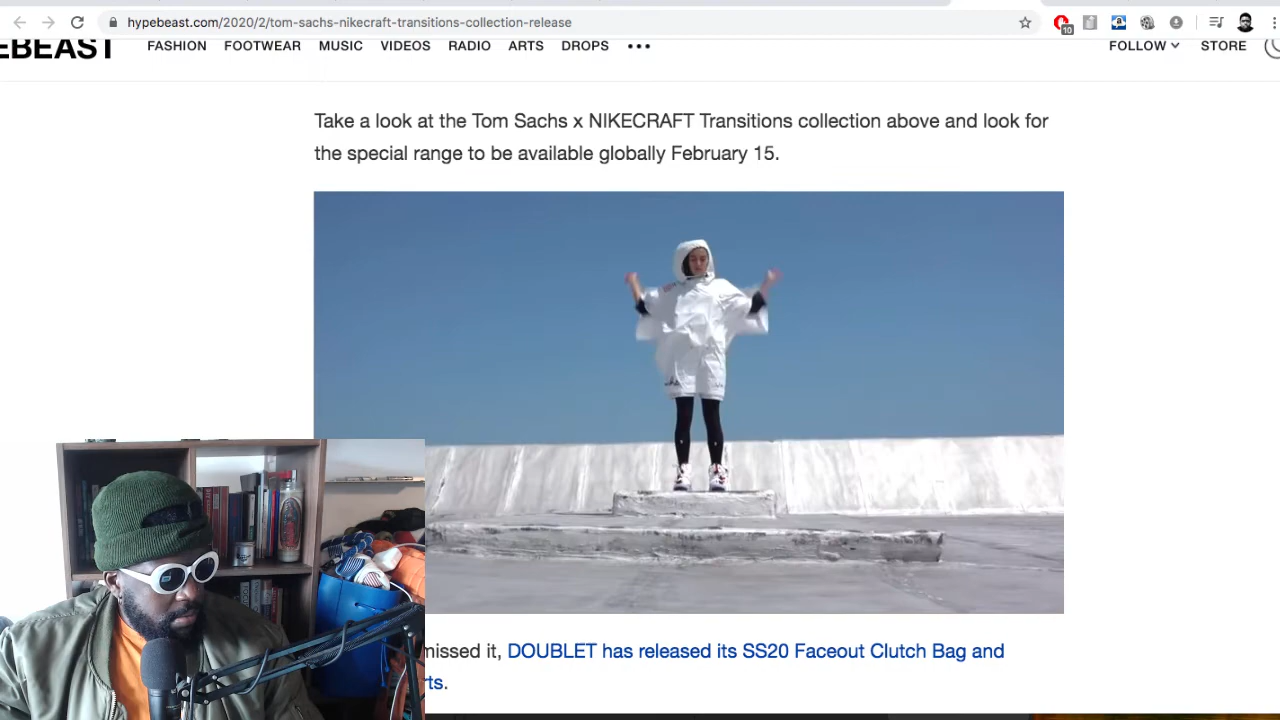 hypebeast.com/2020/2/tom-sachs-nikecraft-transitions-collection-release
10
EBEAST FASHION FOOTWEAR MUSIC VIDEOS RADIO ARTS DROPS ••• FOLLOW STORE
Take a look at the Tom Sachs x NIKECRAFT Transitions collection above and look for
the special range to be available globally February 15.
missed it, DOUBLET has released its SS20 Faceout Clutch Bag and
rts.